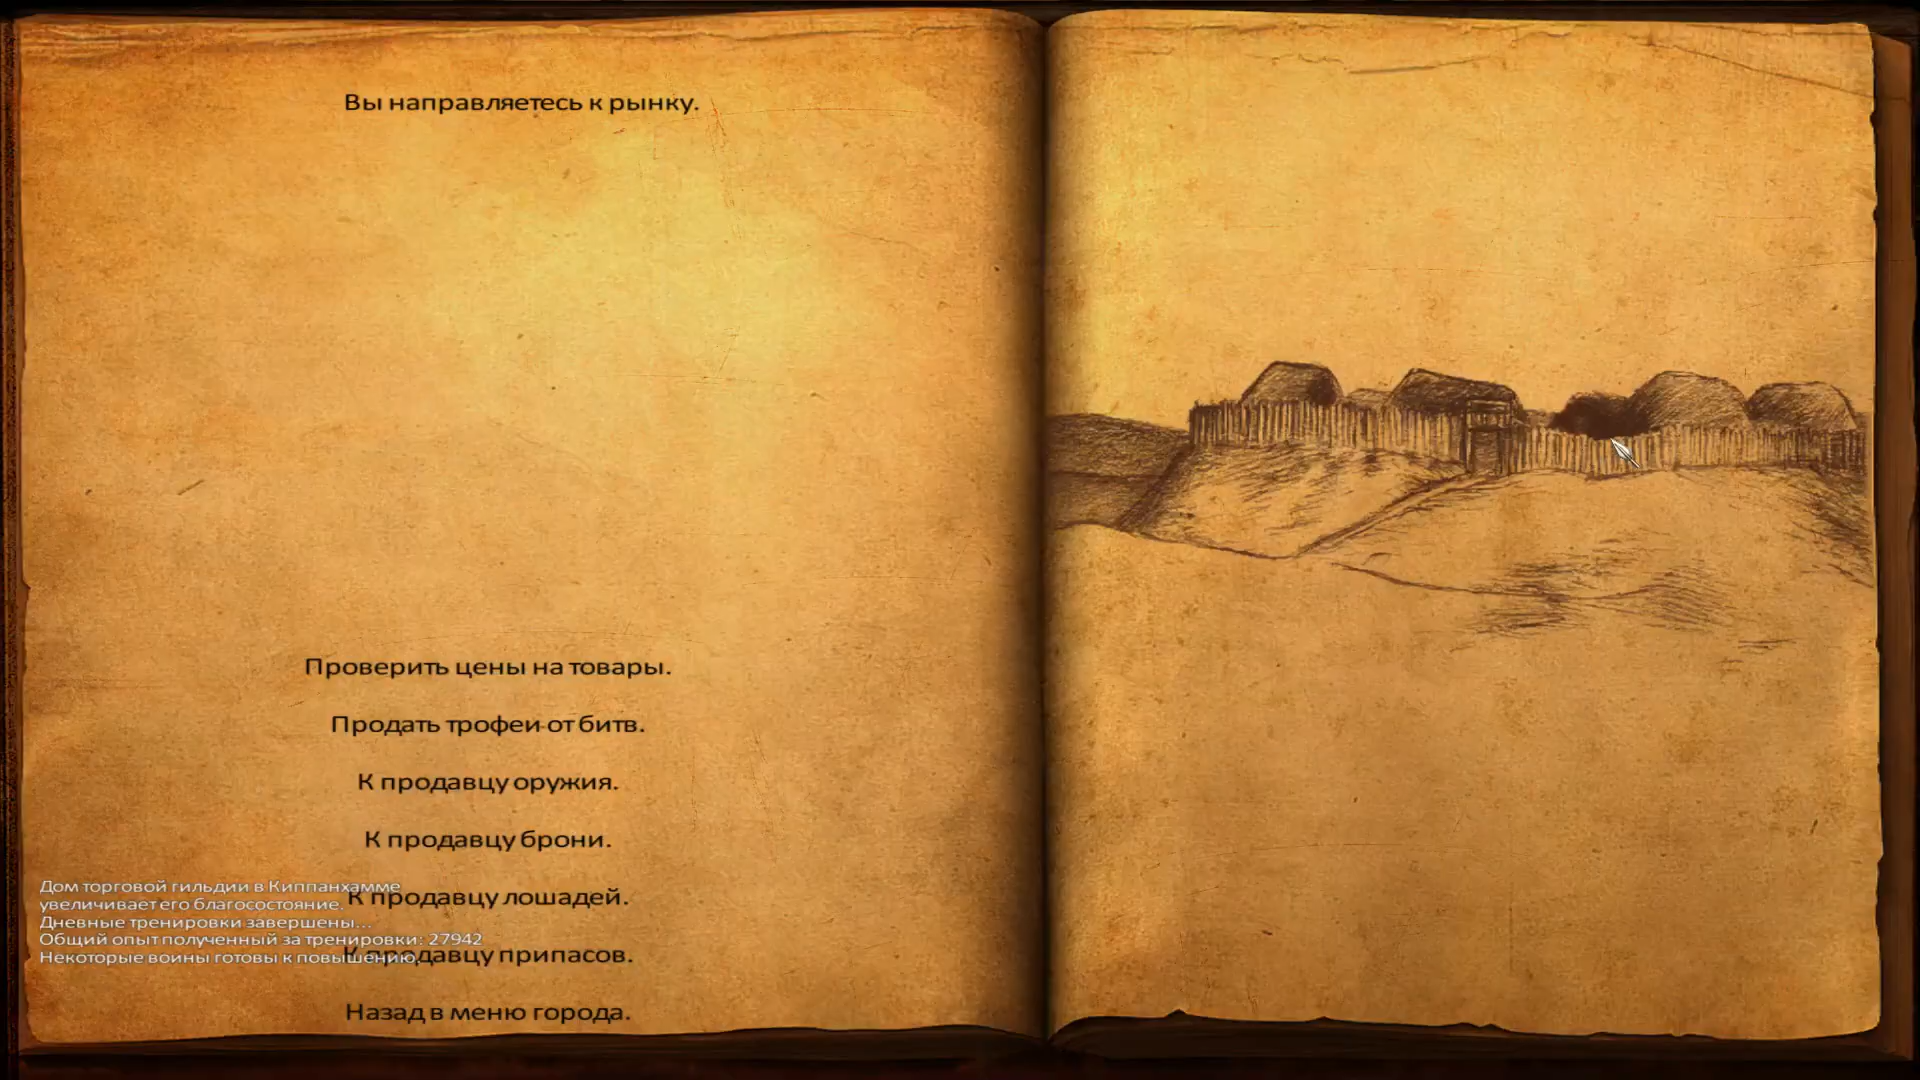 Вы направляетесь к рынку.
Проверить цены на товары.
Продать трофеи от битв.
К продавцу оружия.
К продавцу брони.
К продавцу лошадей.
К продавцу припасов.
Назад в меню города.
Дом торговой гильдии в Киппанхамме
увеличивает его благосостояние.
Дневные тренировки завершены...
Общий опыт полученный за тренировки: 27942
Некоторые воины готовы к повышению.